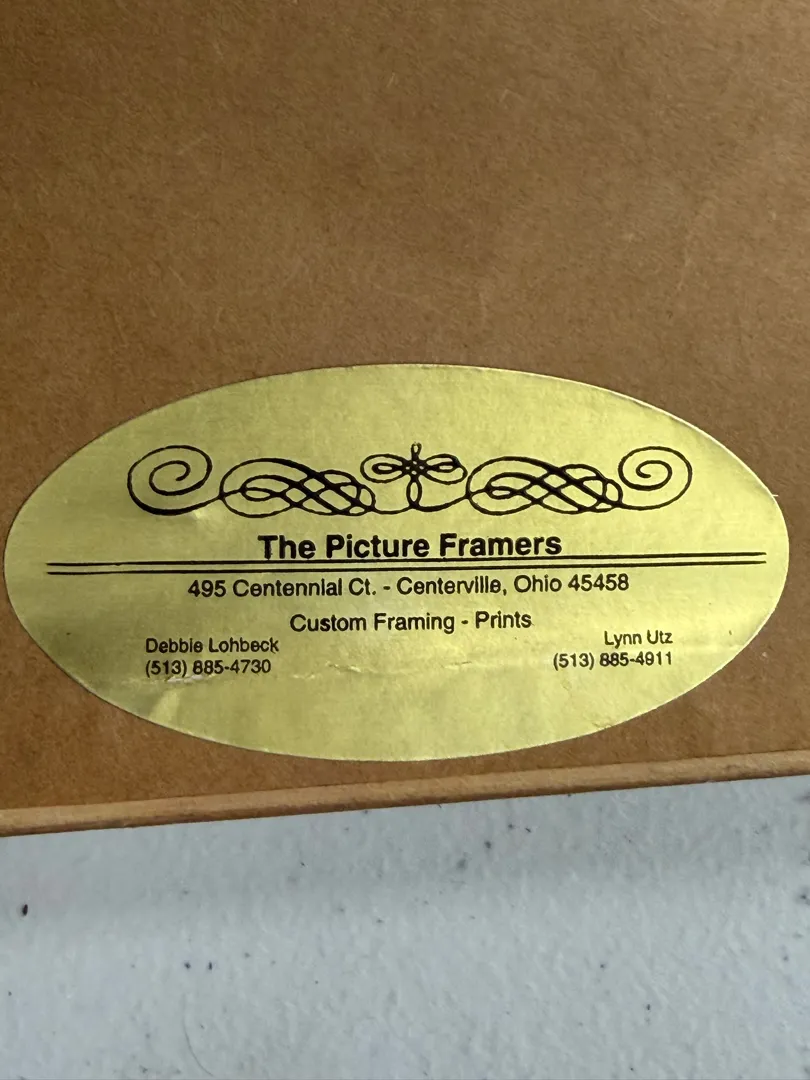 The Picture Framers
495 Centennial Ct. - Centerville, Ohio 45458
Custom Framing - Prints
Debbie Lohbeck
(513) 885-4730
Lynn Utz
(513) 885-4911